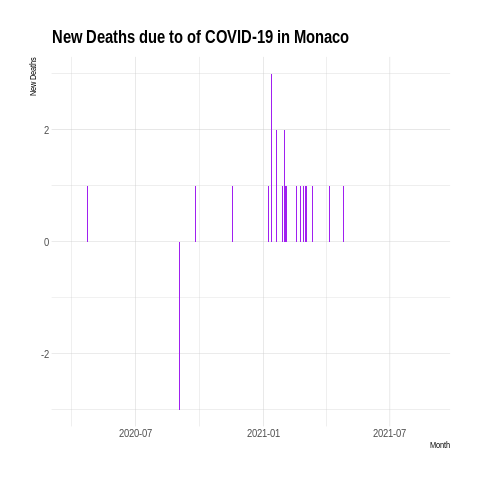 New Deaths due to of COVID-19 in Monaco
New Deaths
2
0
-2
2020-07
2021-01
2021-07
Month